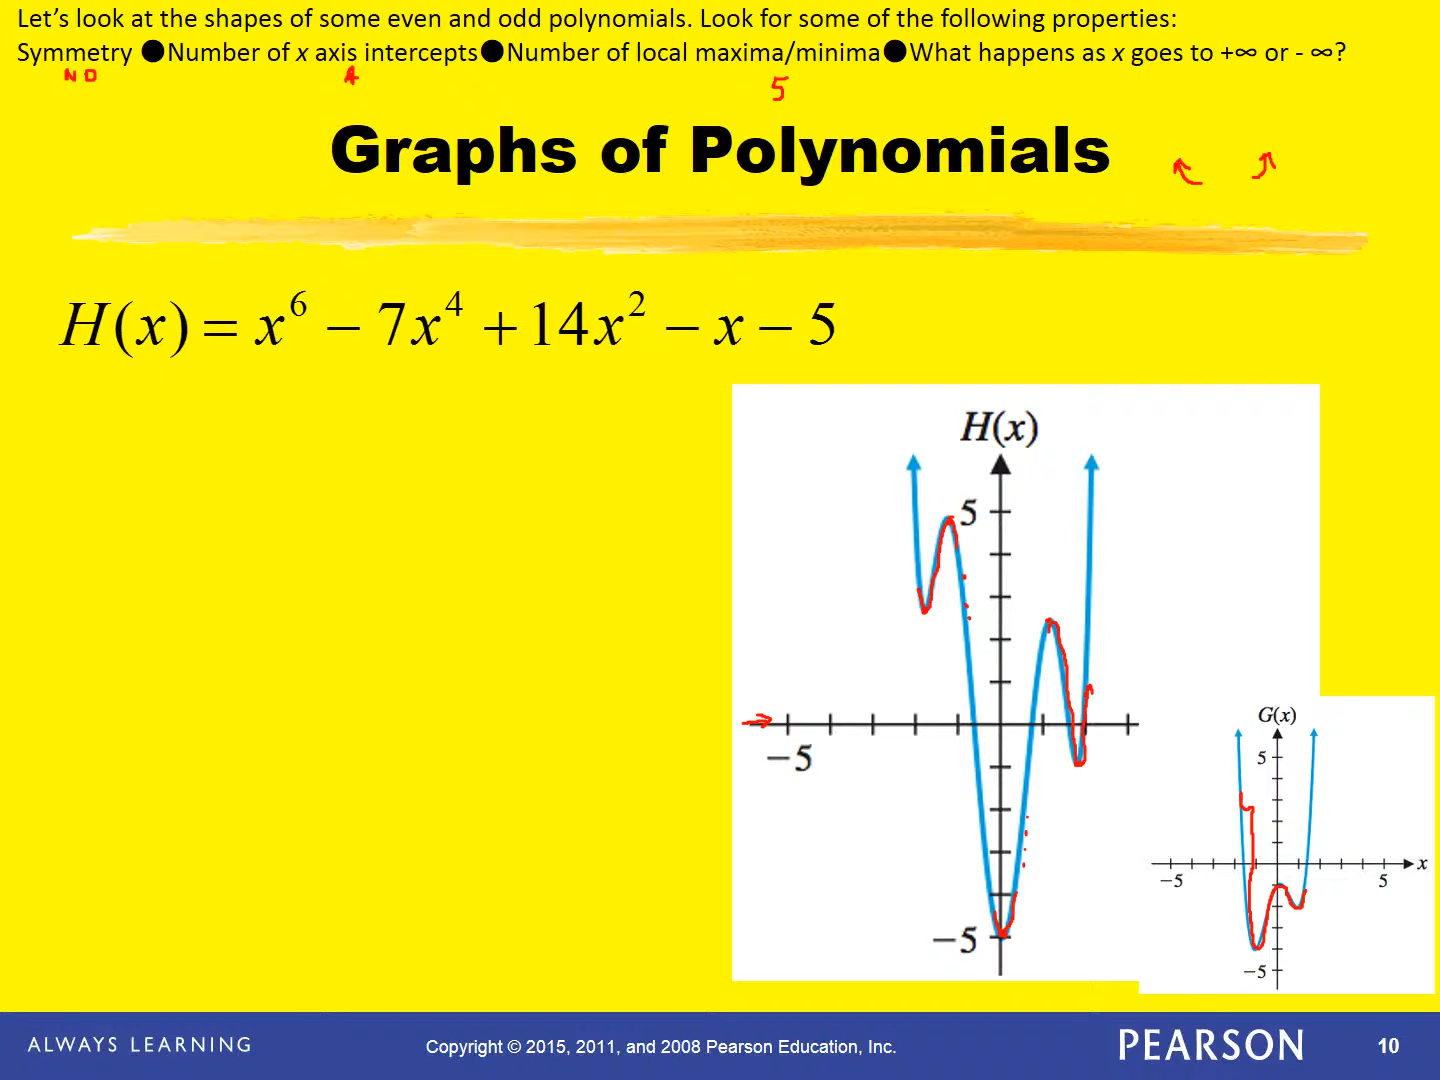 Let’s look at the shapes of some even and odd polynomials. Look for some of the following properties:
Symmetry ●Number of x axis intercepts●Number of local maxima/minima●What happens as x goes to +∞ or - ∞?
NO 4 5
Graphs of Polynomials
H(x) = x⁶ − 7x⁴ + 14x² − x − 5
H(x)
5
−5
−5
G(x)
5
x
−5
5
−5
ALWAYS LEARNING
Copyright © 2015, 2011, and 2008 Pearson Education, Inc.
PEARSON
10